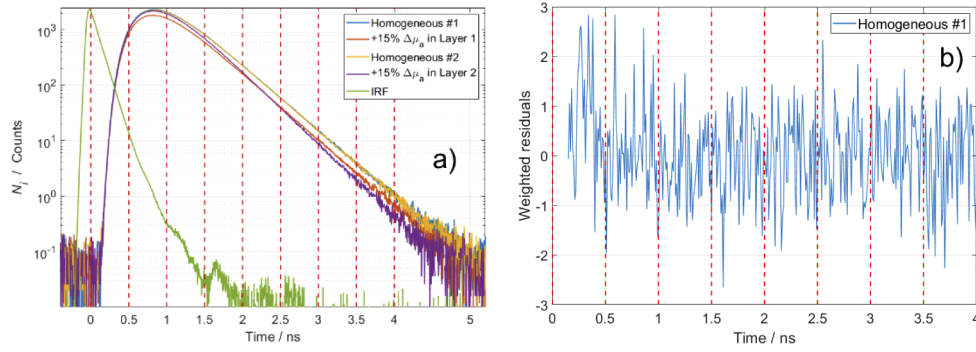 10³
10²
10¹
10⁰
10⁻¹
Nᵢ / Counts
0 0.5 1 1.5 2 2.5 3 3.5 4 5
Time / ns
Homogeneous #1
+15% Δμₐ in Layer 1
Homogeneous #2
+15% Δμₐ in Layer 2
IRF
a)
3
2
1
0
-1
-2
-3
Weighted residuals
0 0.5 1 1.5 2 2.5 3 3.5 4
Time / ns
Homogeneous #1
b)